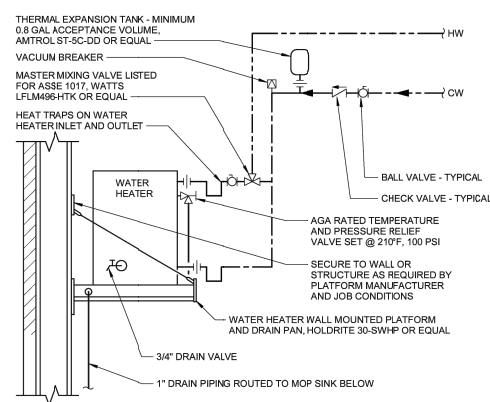 THERMAL EXPANSION TANK - MINIMUM
0.8 GAL ACCEPTANCE VOLUME,
AMTROL ST-5C-DD OR EQUAL
VACUUM BREAKER
MASTER MIXING VALVE LISTED
FOR ASSE 1017, WATTS
LFLM496-HTK OR EQUAL
HEAT TRAPS ON WATER
HEATER INLET AND OUTLET
HW
CW
WATER
HEATER
BALL VALVE - TYPICAL
CHECK VALVE - TYPICAL
AGA RATED TEMPERATURE
AND PRESSURE RELIEF
VALVE SET @ 210°F, 100 PSI
SECURE TO WALL OR
STRUCTURE AS REQUIRED BY
PLATFORM MANUFACTURER
AND JOB CONDITIONS
WATER HEATER WALL MOUNTED PLATFORM
AND DRAIN PAN, HOLDRITE 30-SWHP OR EQUAL
3/4" DRAIN VALVE
1" DRAIN PIPING ROUTED TO MOP SINK BELOW